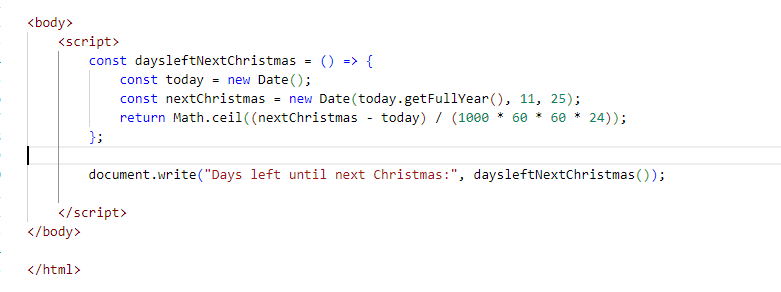 <body>
<script>
const daysleftNextChristmas = () => {
const today = new Date();
const nextChristmas = new Date(today.getFullYear(), 11, 25);
return Math.ceil((nextChristmas - today) / (1000 * 60 * 60 * 24));
};
document.write("Days left until next Christmas:", daysleftNextChristmas());
</script>
</body>
</html>